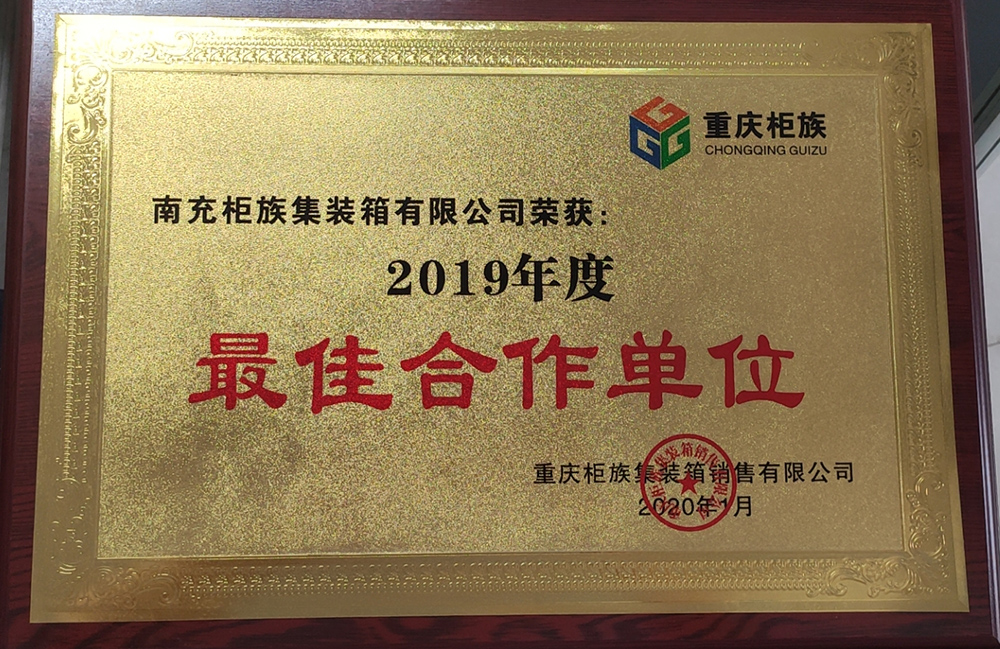 GGG
重庆柜族
CHONGQING GUIZU
南充柜族集装箱有限公司荣获：
2019年度
最佳合作单位
重庆柜族集装箱销售有限公司
2020年1月